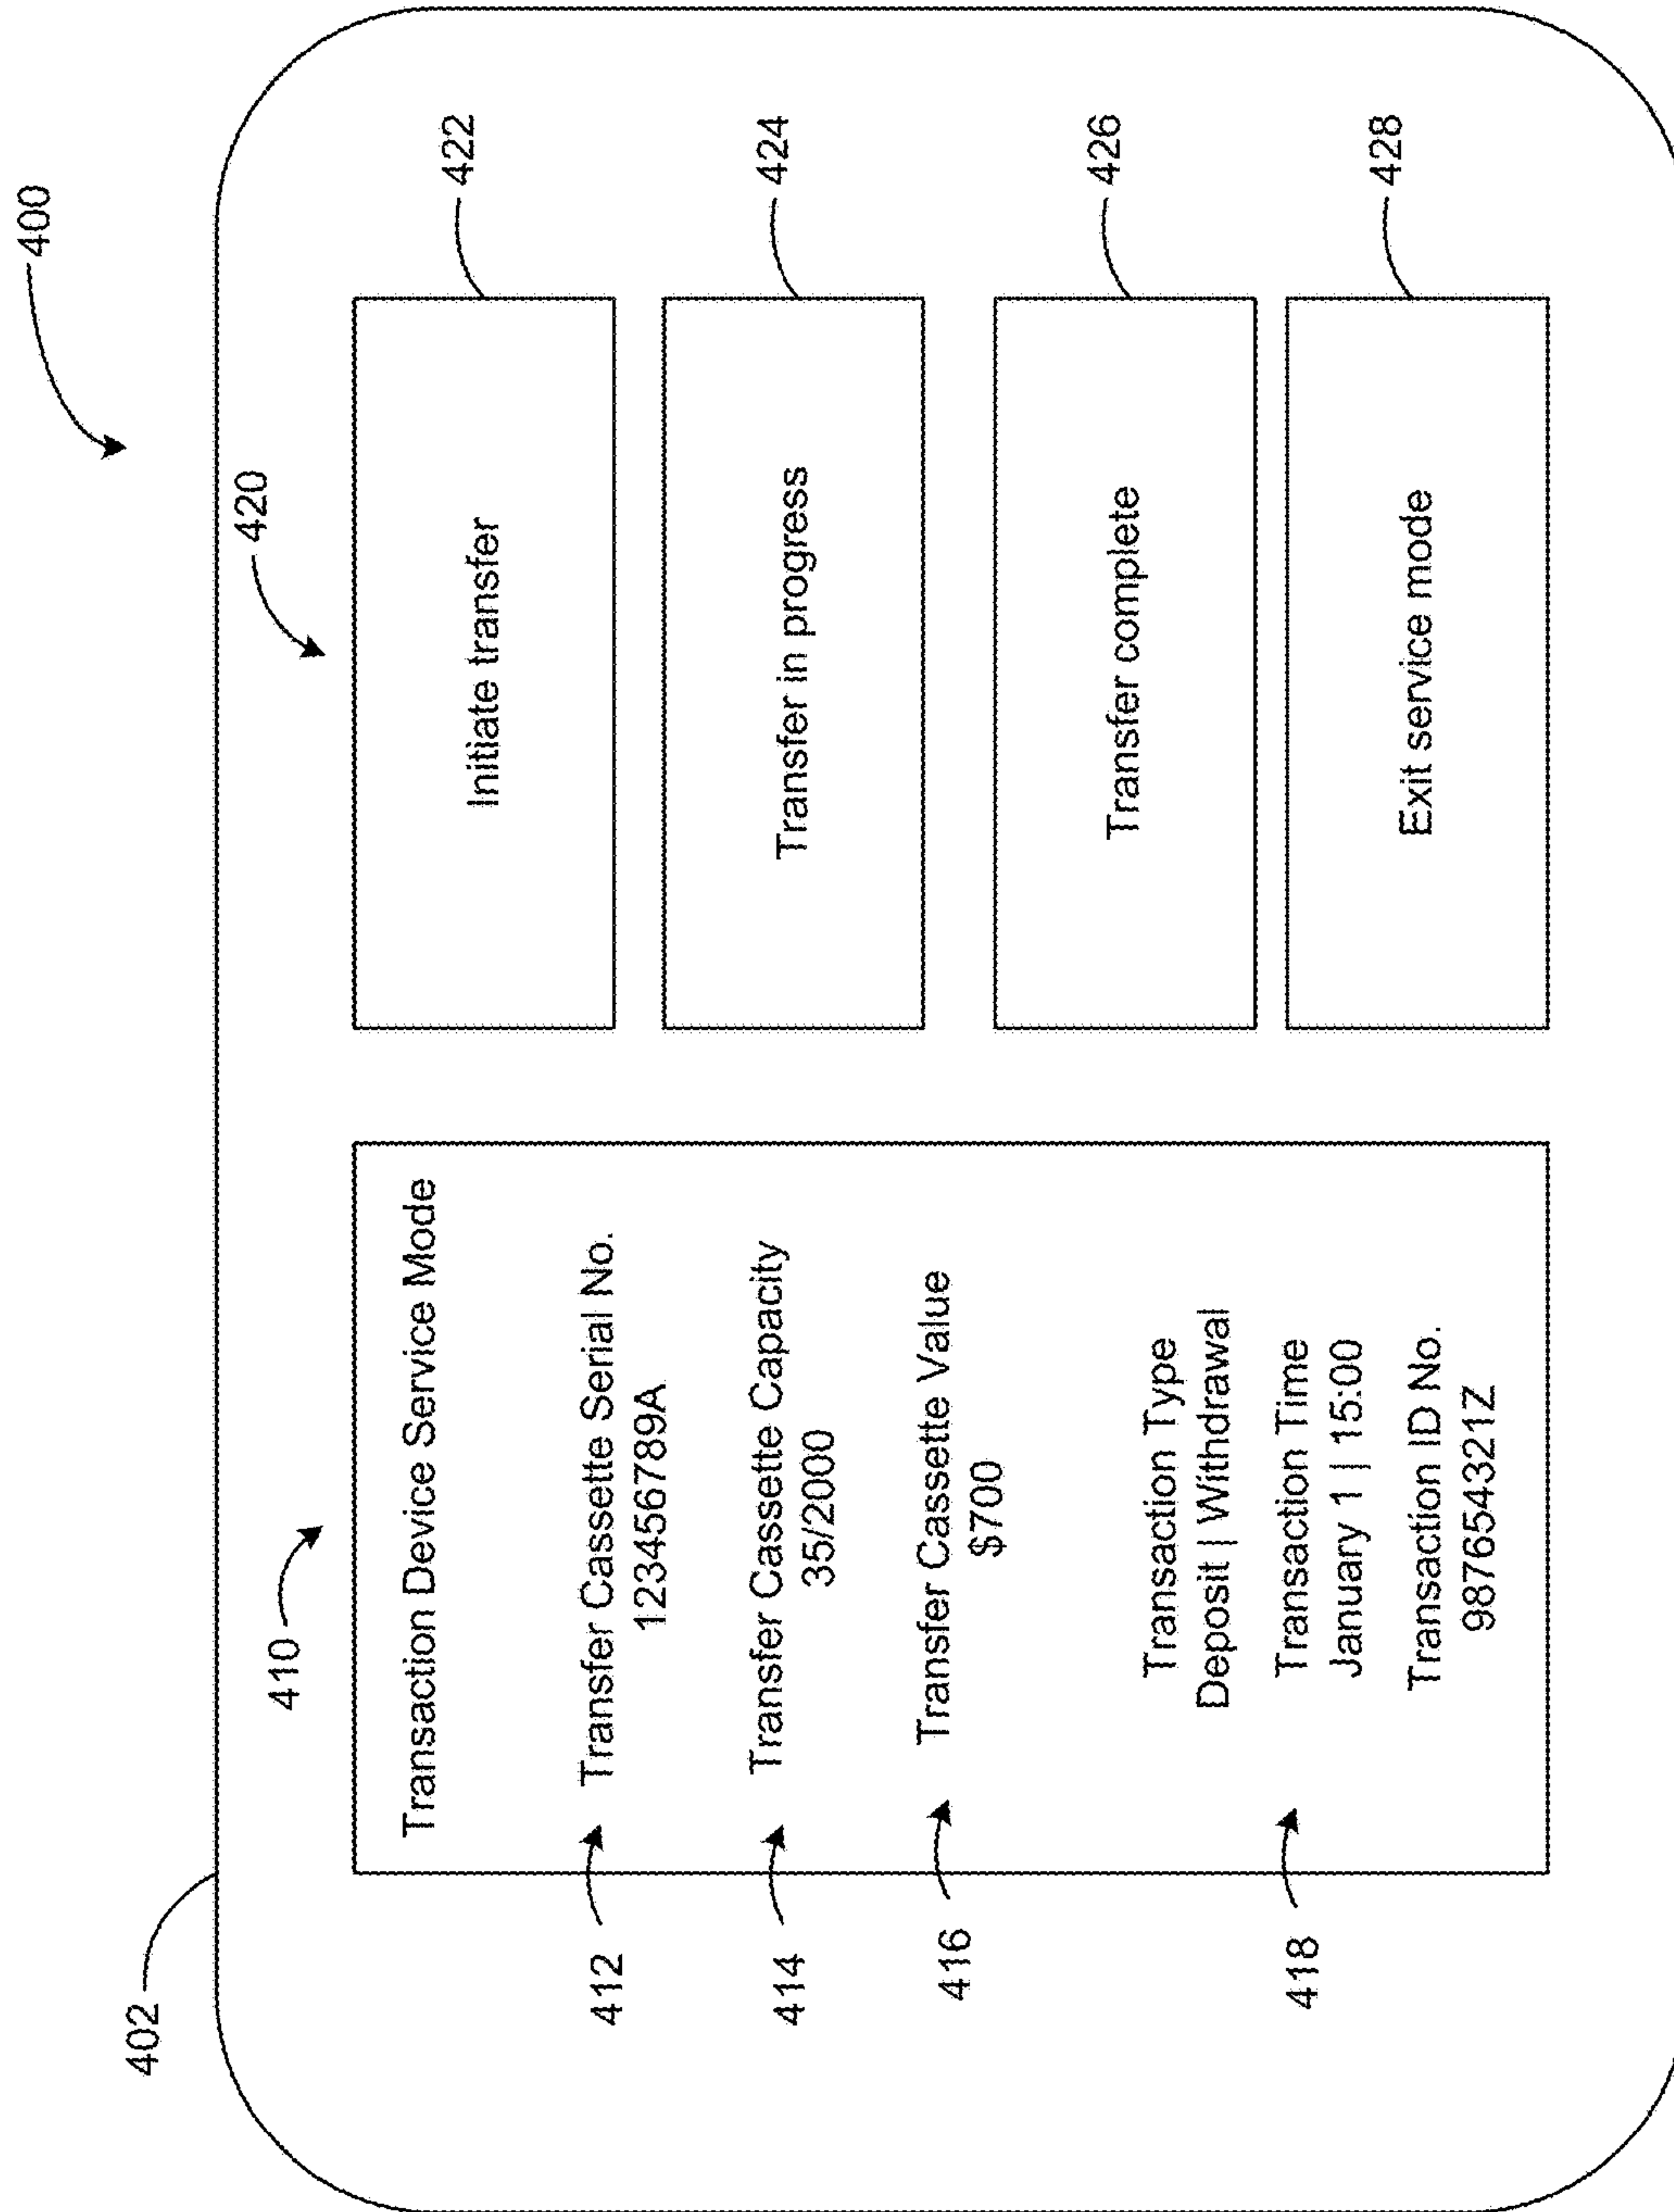 400
402
410
420
Transaction Device Service Mode
412
Transfer Cassette Serial No.
123456789A
414
Transfer Cassette Capacity
35/2000
416
Transfer Cassette Value
$700
418
Transaction Type
Deposit | Withdrawal
Transaction Time
January 1 | 15:00
Transaction ID No.
987654321Z
Initiate transfer
422
Transfer in progress
424
Transfer complete
426
Exit service mode
428